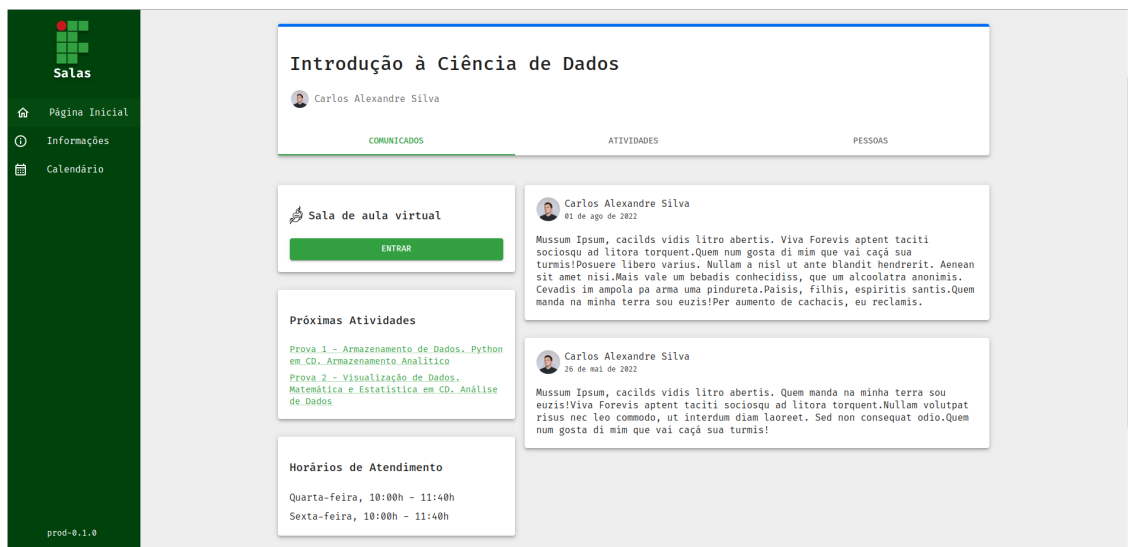 Salas
Página Inicial
Informações
Calendário
prod-0.1.0
Introdução à Ciência de Dados
Carlos Alexandre Silva
COMUNICADOS
ATIVIDADES
PESSOAS
Sala de aula virtual
ENTRAR
Próximas Atividades
Prova 1 - Armazenamento de Dados. Python
em CD. Armazenamento Analítico
Prova 2 - Visualização de Dados.
Matemática e Estatística em CD. Análise
de Dados
Horários de Atendimento
Quarta-feira, 10:00h - 11:40h
Sexta-feira, 10:00h - 11:40h
Carlos Alexandre Silva
01 de ago de 2022
Mussum Ipsum, cacilds vidis litro abertis. Viva Forevis aptent taciti
sociosqu ad litora torquent.Quem num gosta di mim que vai caçá sua
turmis!Posuere libero varius. Nullam a nisl ut ante blandit hendrerit. Aenean
sit amet nisi.Mais vale um bebadis conhecidiss, que um alcoolatra anonimis.
Cevadis im ampola pa arma uma pindureta.Paisis, filhis, espiritis santis.Quem
manda na minha terra sou euzis!Per aumento de cachacis, eu reclamis.
Carlos Alexandre Silva
26 de mai de 2022
Mussum Ipsum, cacilds vidis litro abertis. Quem manda na minha terra sou
euzis!Viva Forevis aptent taciti sociosqu ad litora torquent.Nullam volutpat
risus nec leo commodo, ut interdum diam laoreet. Sed non consequat odio.Quem
num gosta di mim que vai caçá sua turmis!